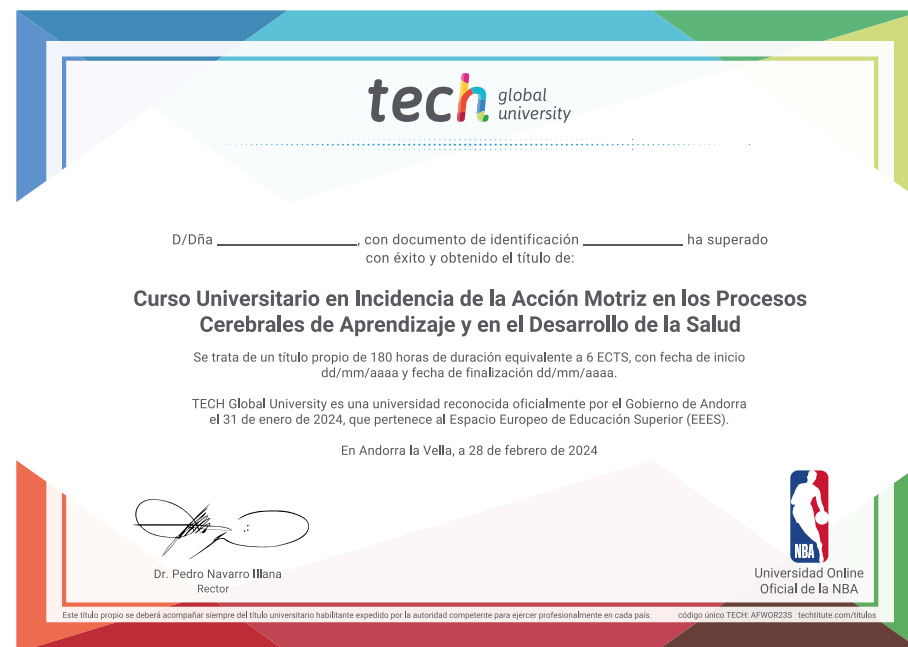 tech global university
D/Dña ____________________, con documento de identificación ______________ ha superado
con éxito y obtenido el título de:
Curso Universitario en Incidencia de la Acción Motriz en los Procesos
Cerebrales de Aprendizaje y en el Desarrollo de la Salud
Se trata de un título propio de 180 horas de duración equivalente a 6 ECTS, con fecha de inicio
dd/mm/aaaa y fecha de finalización dd/mm/aaaa.
TECH Global University es una universidad reconocida oficialmente por el Gobierno de Andorra
el 31 de enero de 2024, que pertenece al Espacio Europeo de Educación Superior (EEES).
En Andorra la Vella, a 28 de febrero de 2024
Dr. Pedro Navarro Illana
Rector
NBA
Universidad Online
Oficial de la NBA
Este título propio se deberá acompañar siempre del título universitario habilitante expedido por la autoridad competente para ejercer profesionalmente en cada país.
código único TECH: AFWOR23S techtitute.com/titulos